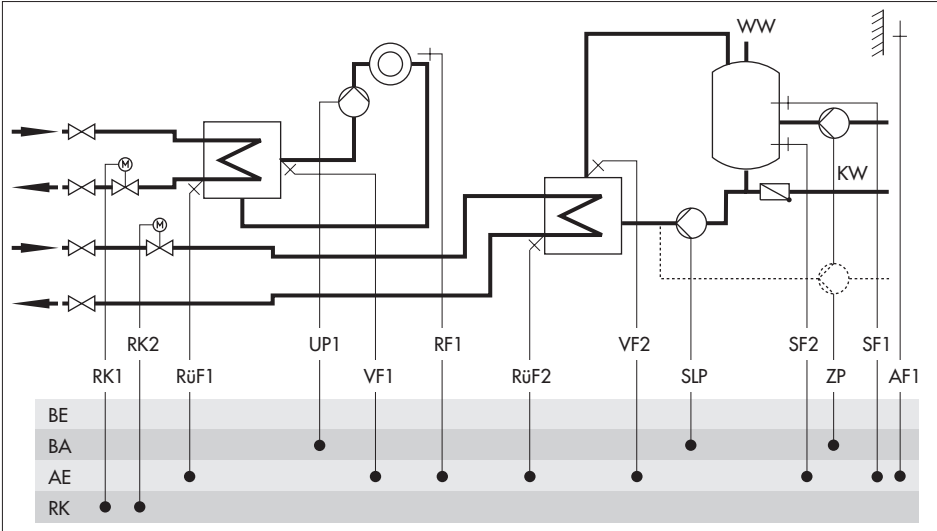 WW
M
KW
M
RK2 UP1 RF1 VF2 SF2 SF1
RK1 RüF1 VF1 RüF2 SLP ZP AF1
BE
BA
AE
RK